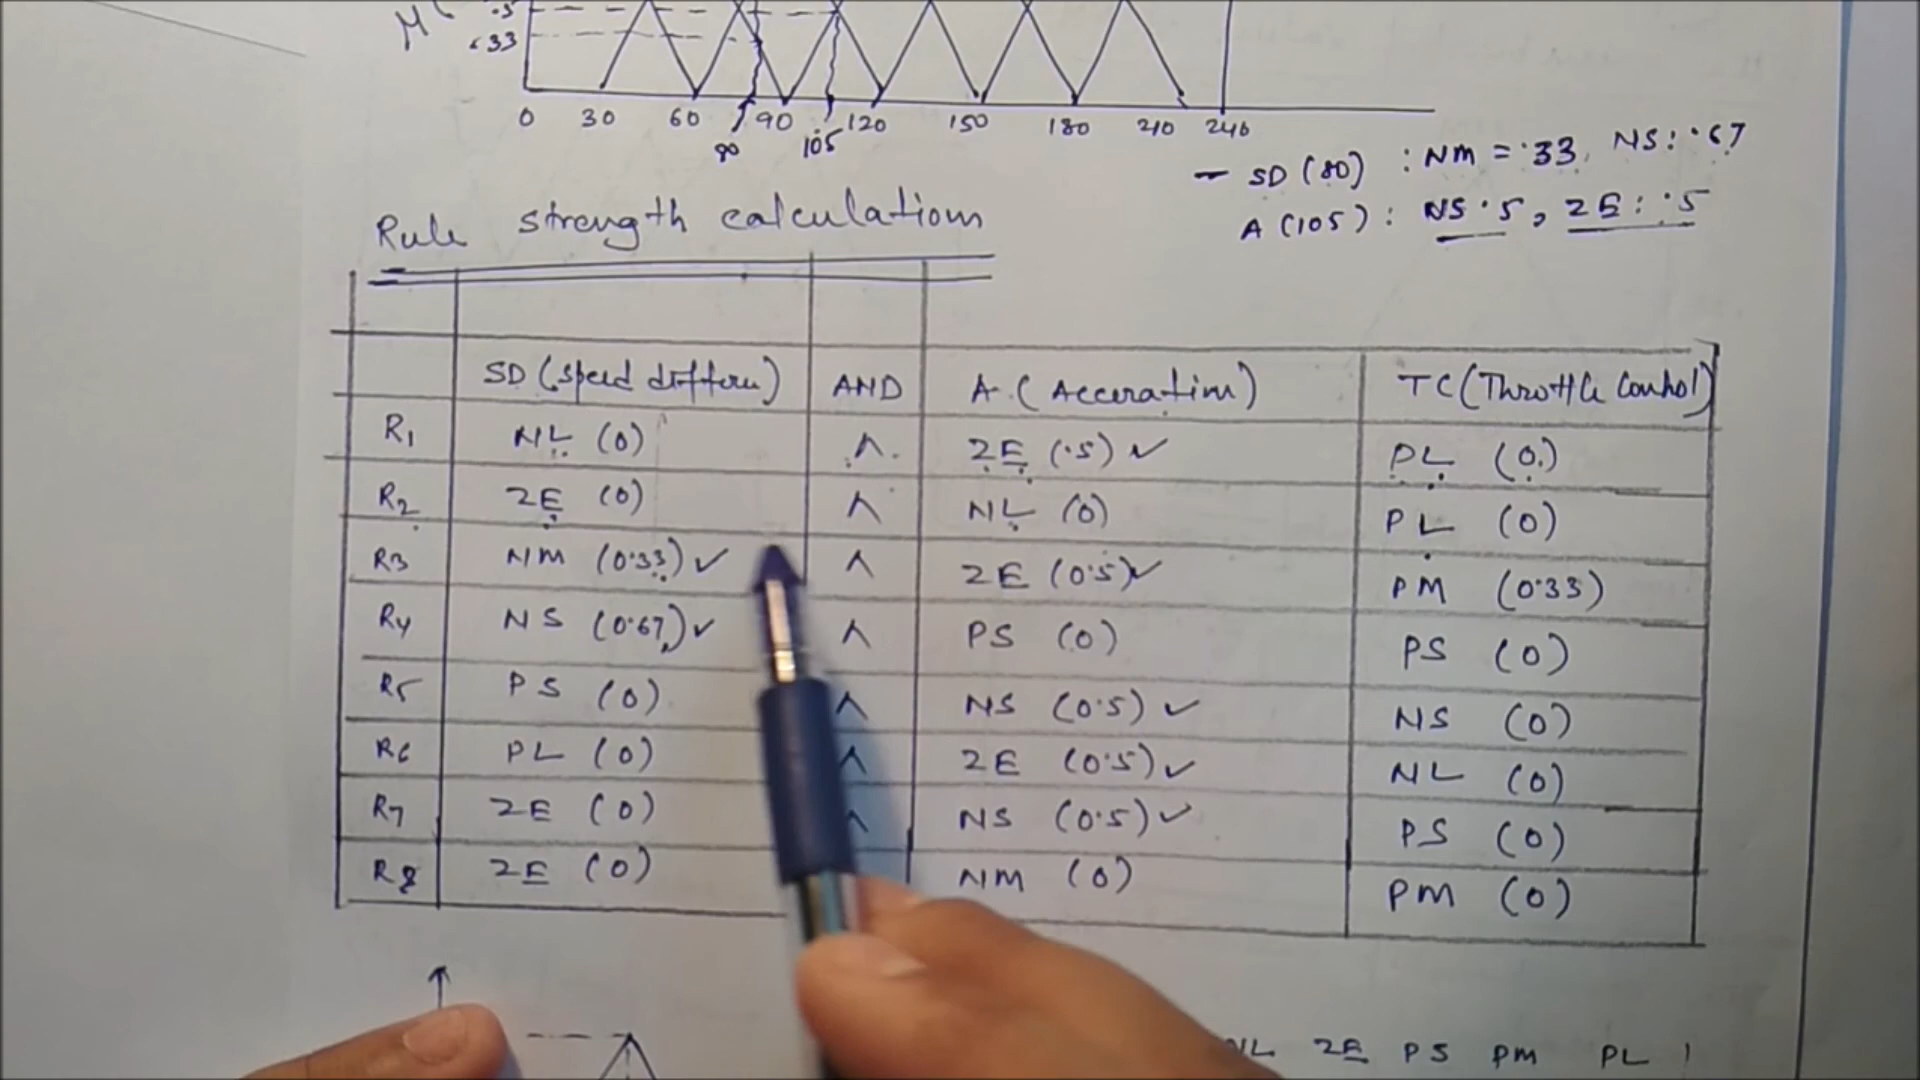 .5
.33
0 30 60 90 120 150 180 210 240
80 105
- SD (80) : NM = .33, NS: .67
A (105) : NS .5, ZE: .5
Rule strength calculation
SD (speed differu) AND A (Acceration) TC (Throttle Conhol)
R1 NL (0) ∧ ZE (.5) ✓ PL (0)
R2 ZE (0) ∧ NL (0) PL (0)
R3 NM (0.33) ✓ ∧ ZE (0.5) ✓ PM (0.33)
R4 NS (0.67) ✓ ∧ PS (0) PS (0)
R5 PS (0) ∧ NS (0.5) ✓ NS (0)
R6 PL (0) ∧ ZE (0.5) ✓ NL (0)
R7 ZE (0) ∧ NS (0.5) ✓ PS (0)
R8 ZE (0) NM (0) PM (0)
NL ZE PS PM PL